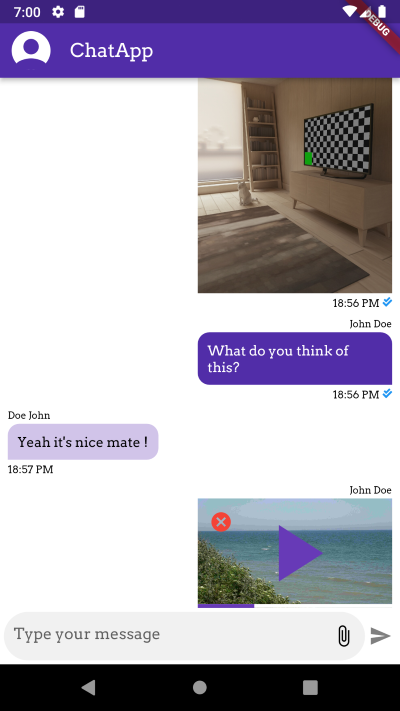 7:00
DEBUG
ChatApp
18:56 PM
John Doe
What do you think of
this?
18:56 PM
Doe John
Yeah it's nice mate !
18:57 PM
John Doe
Type your message